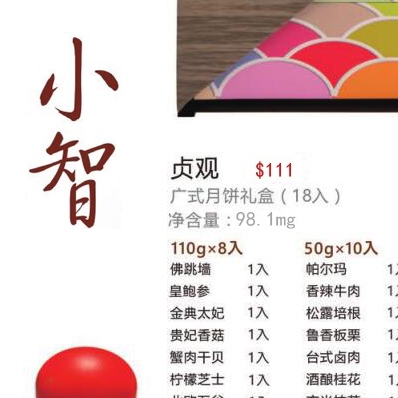 小智
贞观 $111
广式月饼礼盒（18入）
净含量：98.1mg
110g×8入 50g×10入
佛跳墙 1入 帕尔玛
皇鲍参 1入 香辣牛肉
金典太妃 1入 松露培根
贵妃香菇 1入 鲁香板栗
蟹肉干贝 1入 台式卤肉
柠檬芝士 1入 酒酿桂花